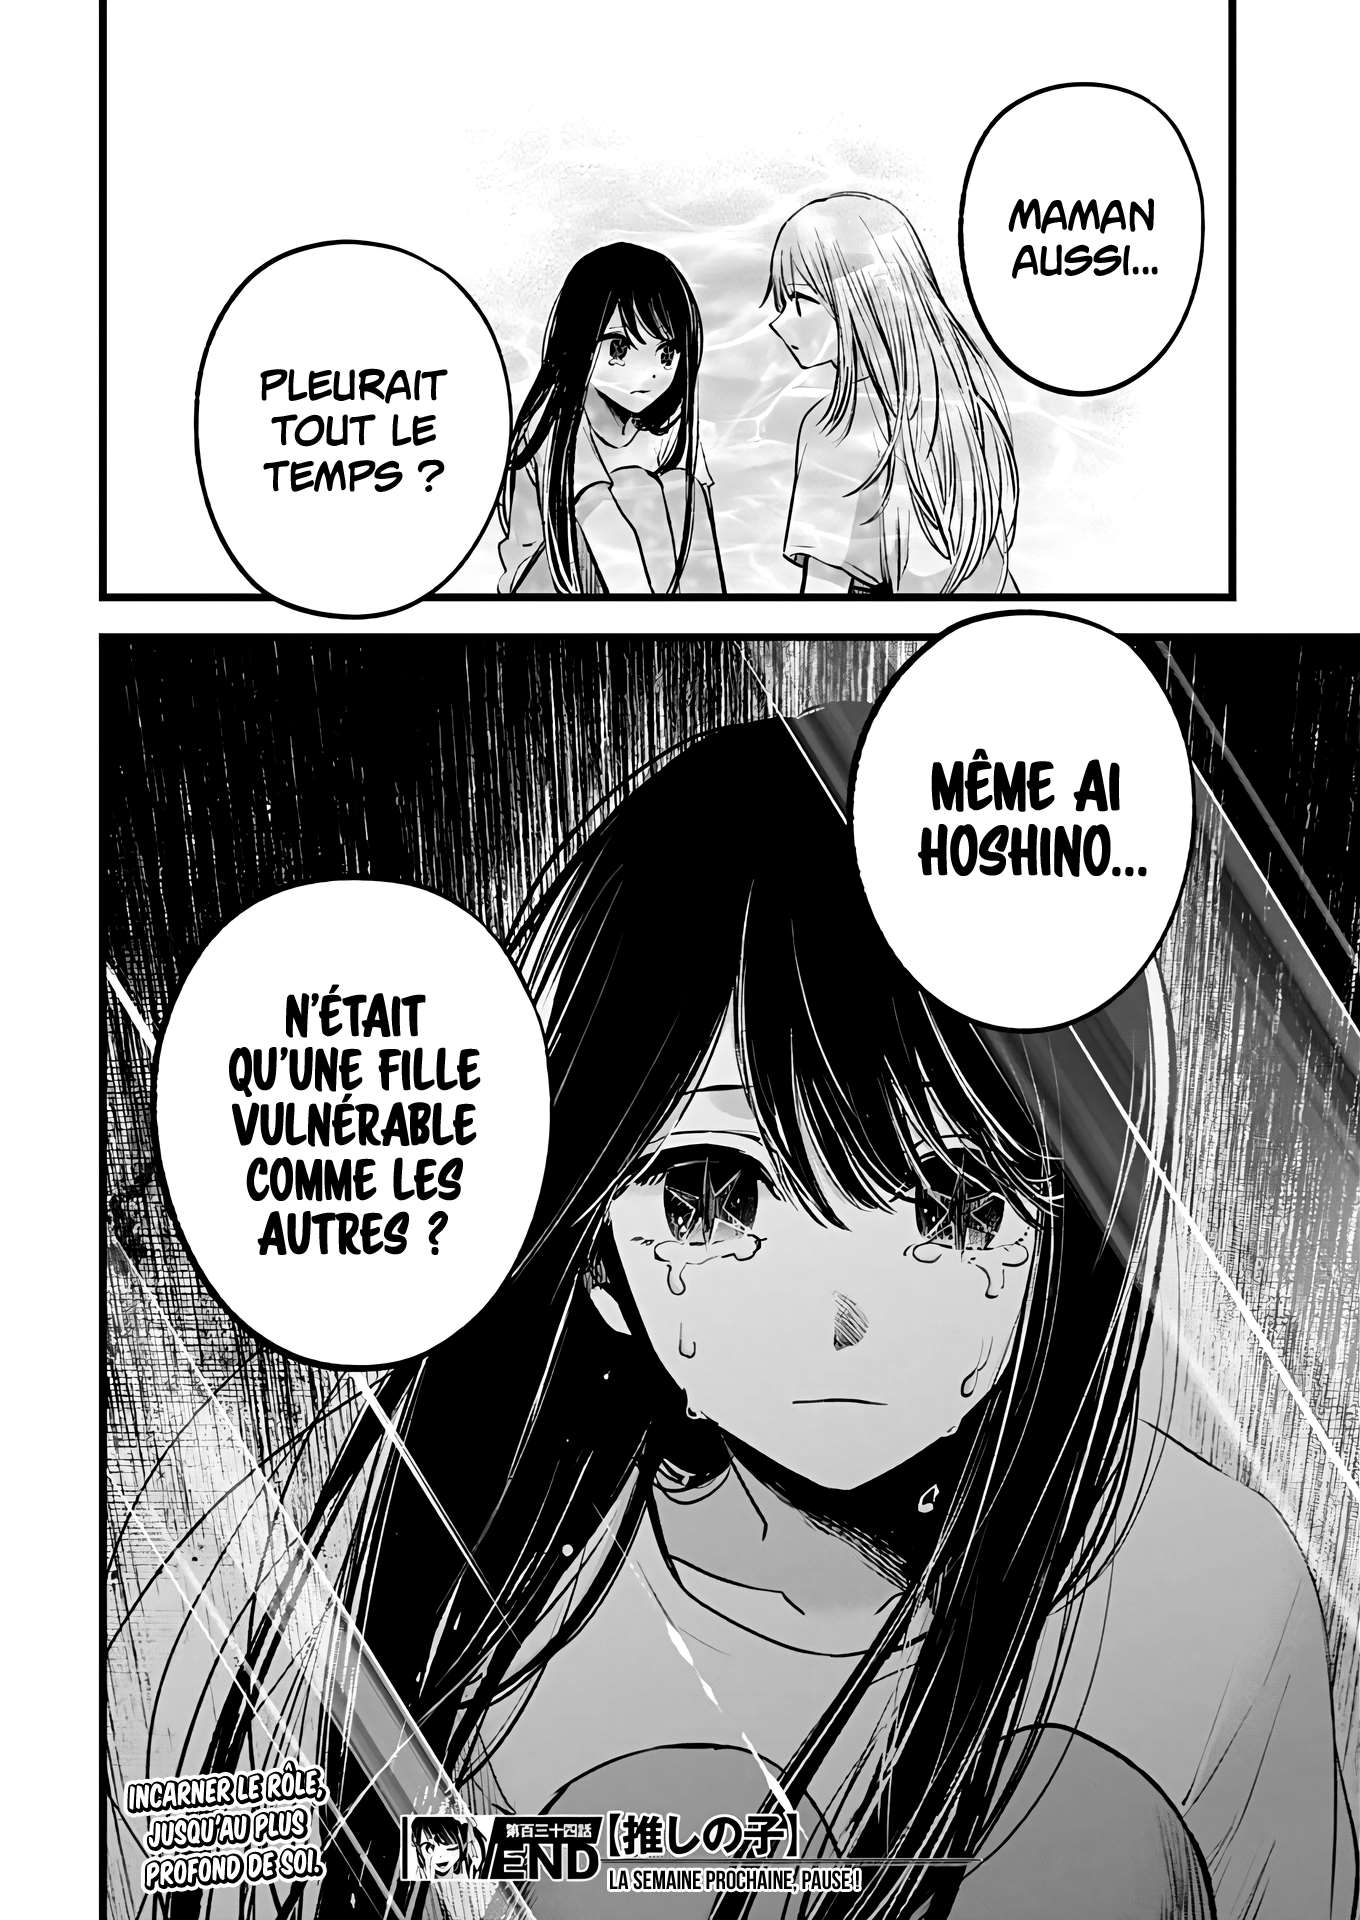 MAMAN
AUSSI...
PLEURAIT
TOUT LE
TEMPS ?
MÊME AI
HOSHINO...
N'ÉTAIT
QU'UNE FILLE
VULNÉRABLE
COMME LES
AUTRES ?
INCARNER LE RÔLE,
JUSQU'AU PLUS
PROFOND DE SOI.
第百三十四話
END
【推しの子】
LA SEMAINE PROCHAINE, PAUSE !